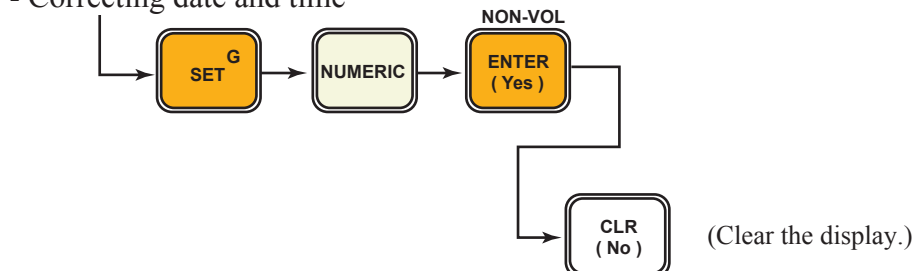 - Correcting date and time
NON-VOL
SET G
NUMERIC
ENTER
( Yes )
CLR
( No )
(Clear the display.)